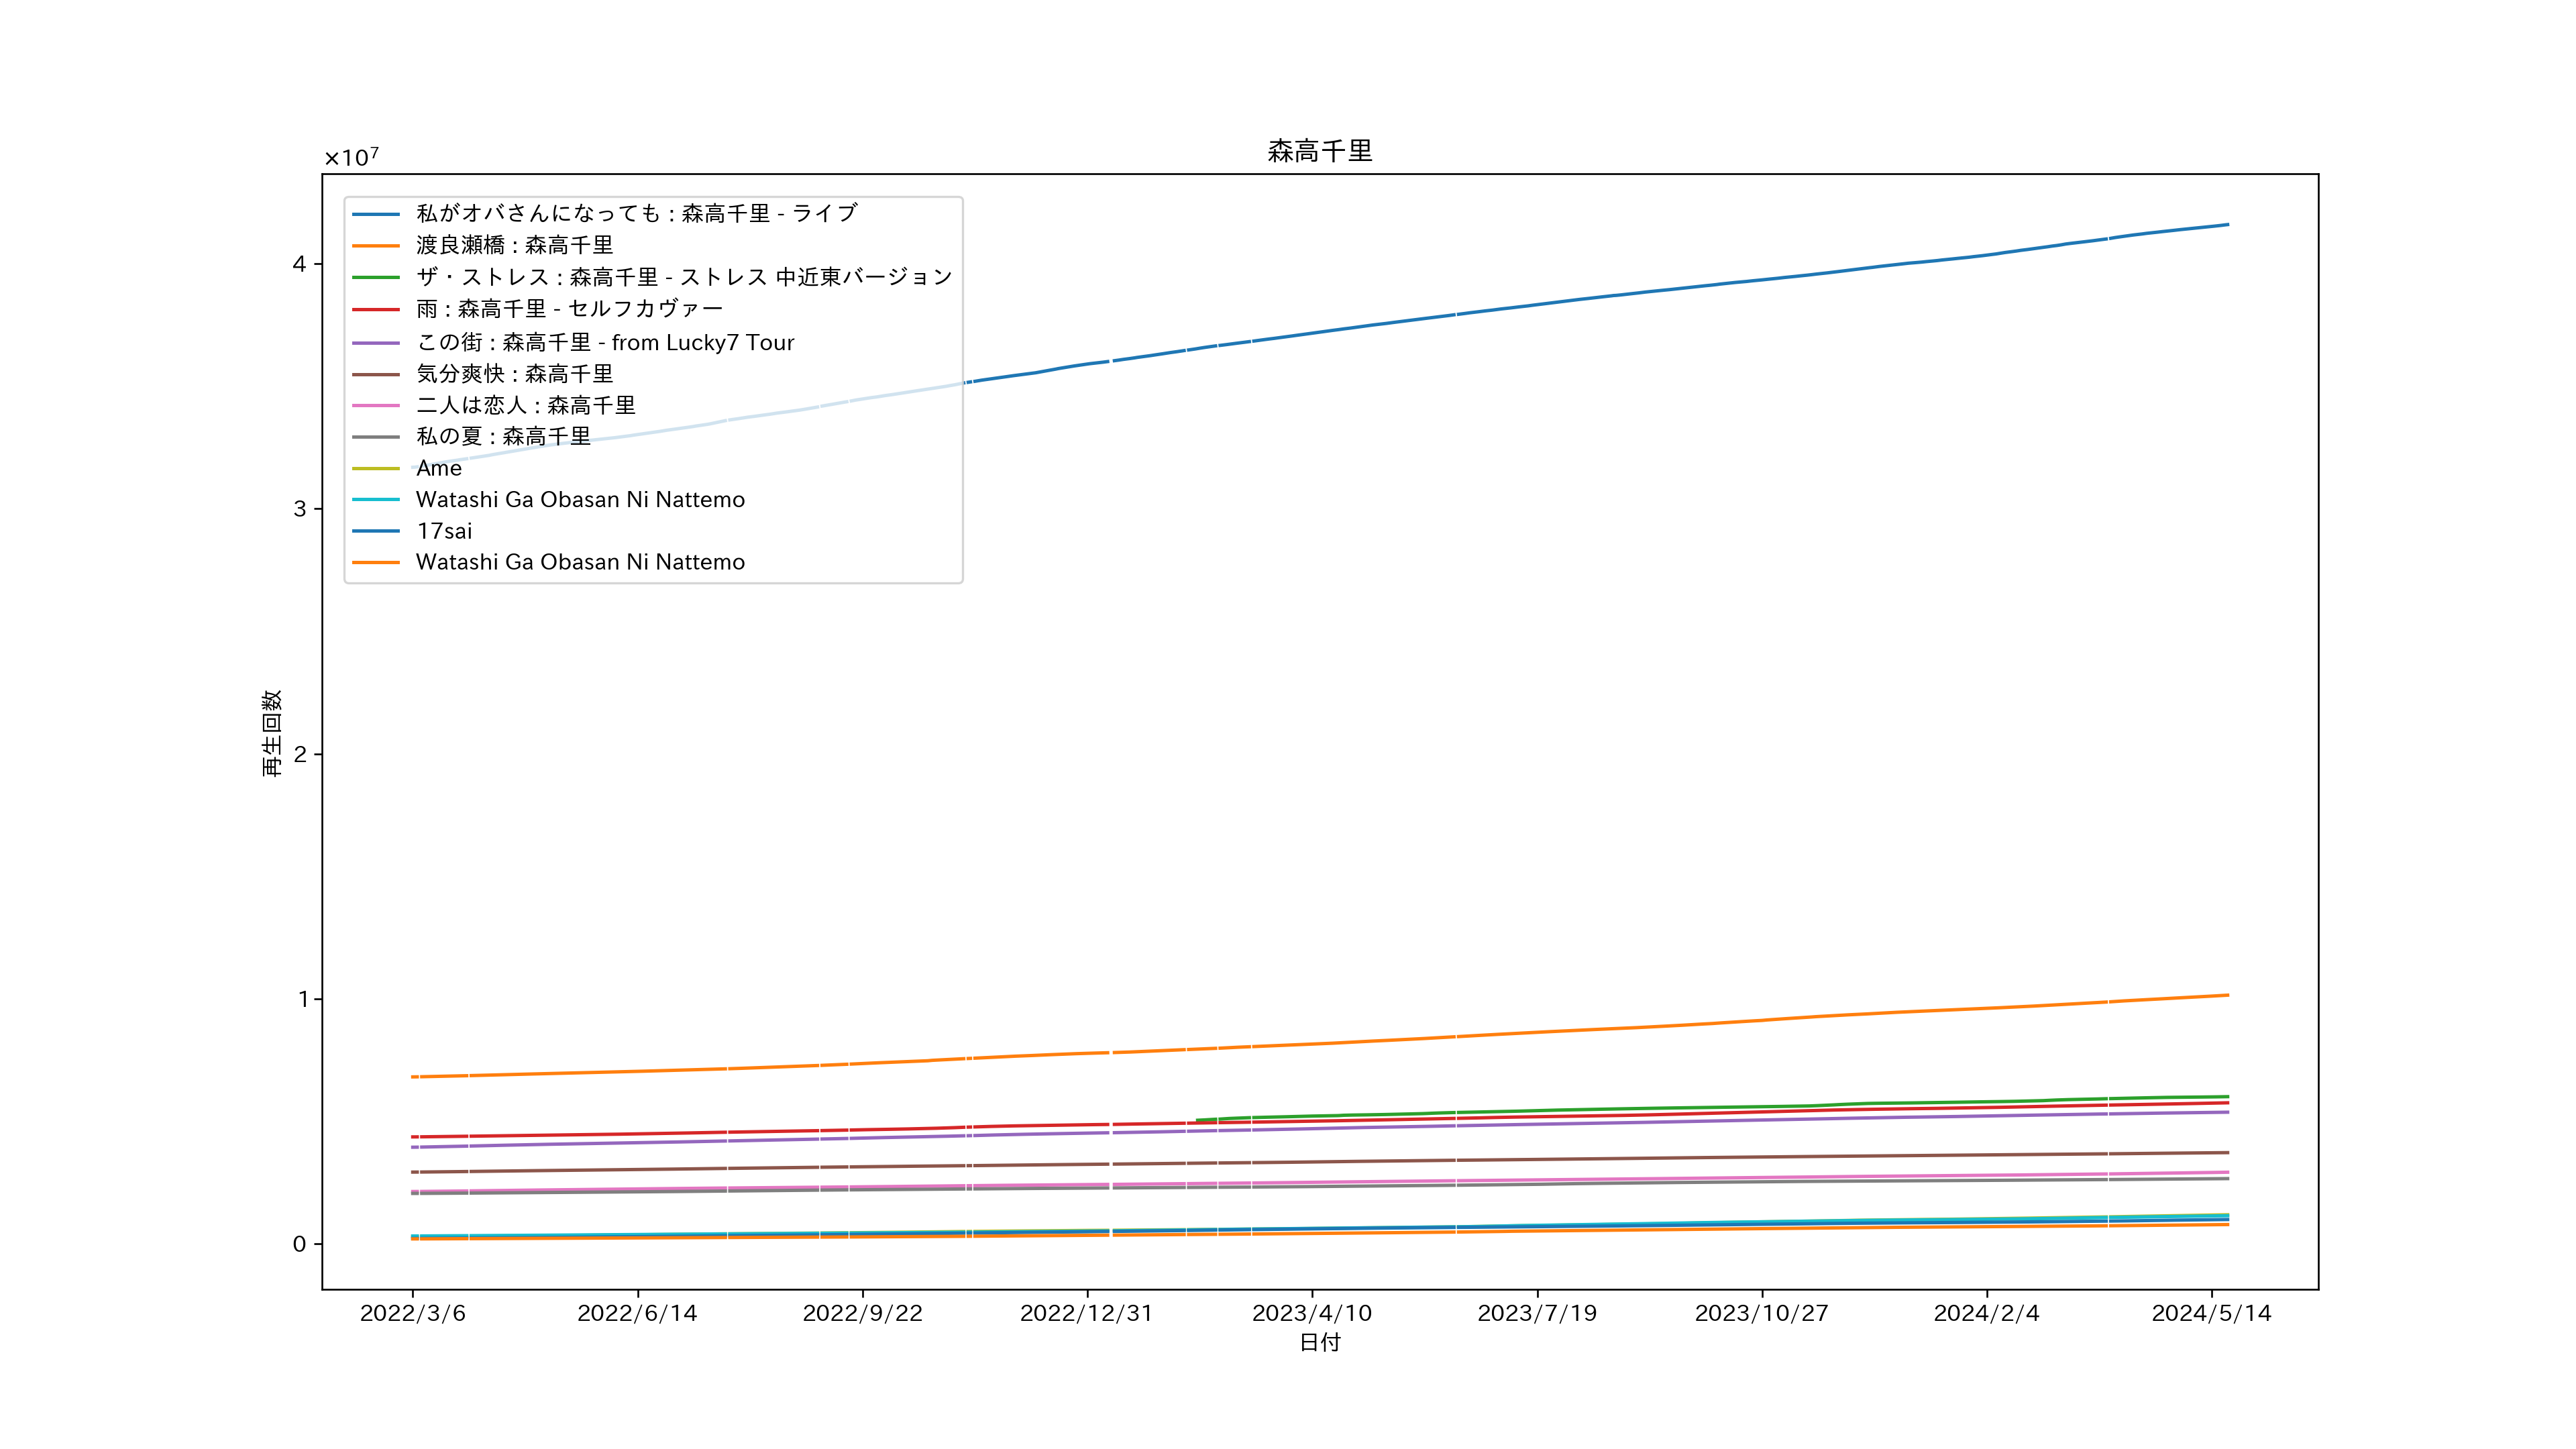 森高千里
×10⁷
私がオバさんになっても : 森高千里 - ライブ
渡良瀬橋 : 森高千里
ザ・ストレス : 森高千里 - ストレス 中近東バージョン
雨 : 森高千里 - セルフカヴァー
この街 : 森高千里 - from Lucky7 Tour
気分爽快 : 森高千里
二人は恋人 : 森高千里
私の夏 : 森高千里
Ame
Watashi Ga Obasan Ni Nattemo
17sai
Watashi Ga Obasan Ni Nattemo
4
3
2
1
0
再生回数
2022/3/6 2022/6/14 2022/9/22 2022/12/31 2023/4/10 2023/7/19 2023/10/27 2024/2/4 2024/5/14
日付